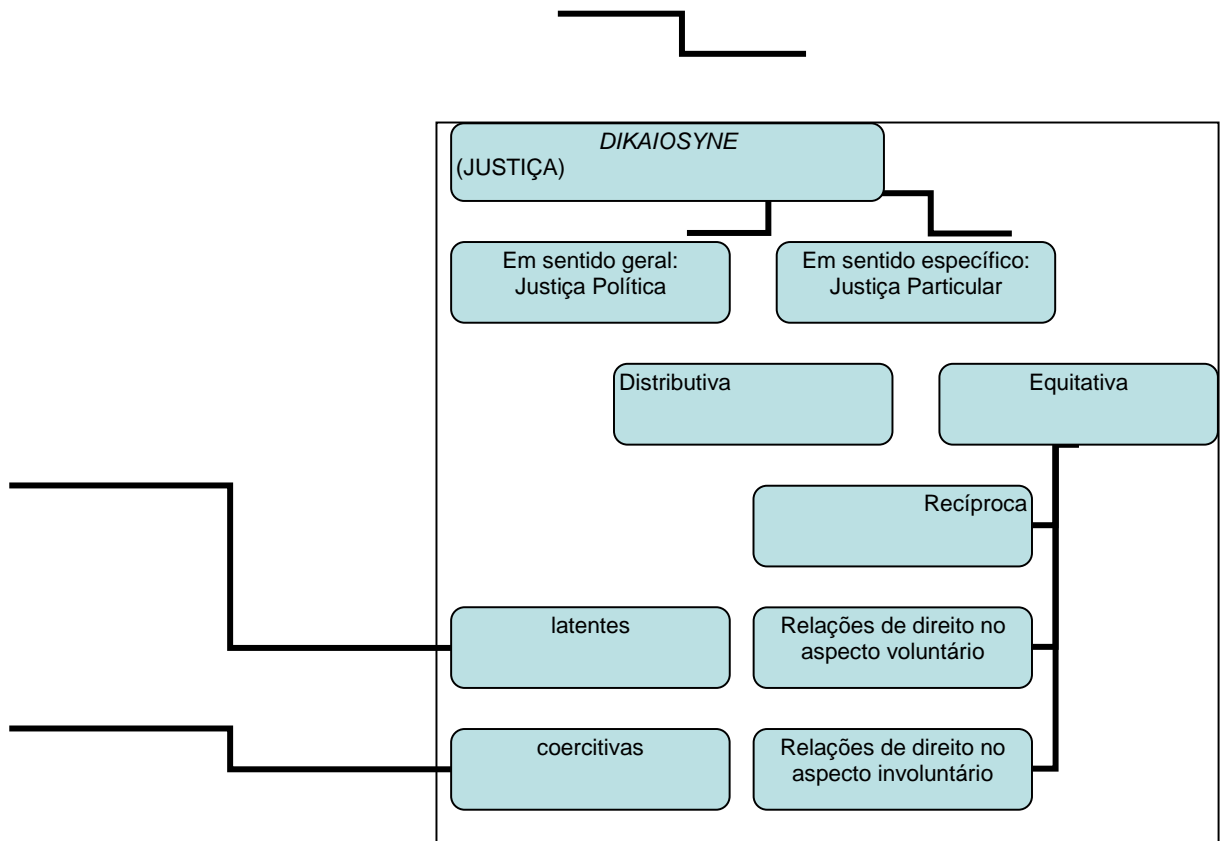 DIKAIOSYNE
(JUSTIÇA)
Em sentido geral:
Justiça Política
Em sentido específico:
Justiça Particular
Distributiva
Equitativa
Recíproca
latentes
Relações de direito no
aspecto voluntário
coercitivas
Relações de direito no
aspecto involuntário